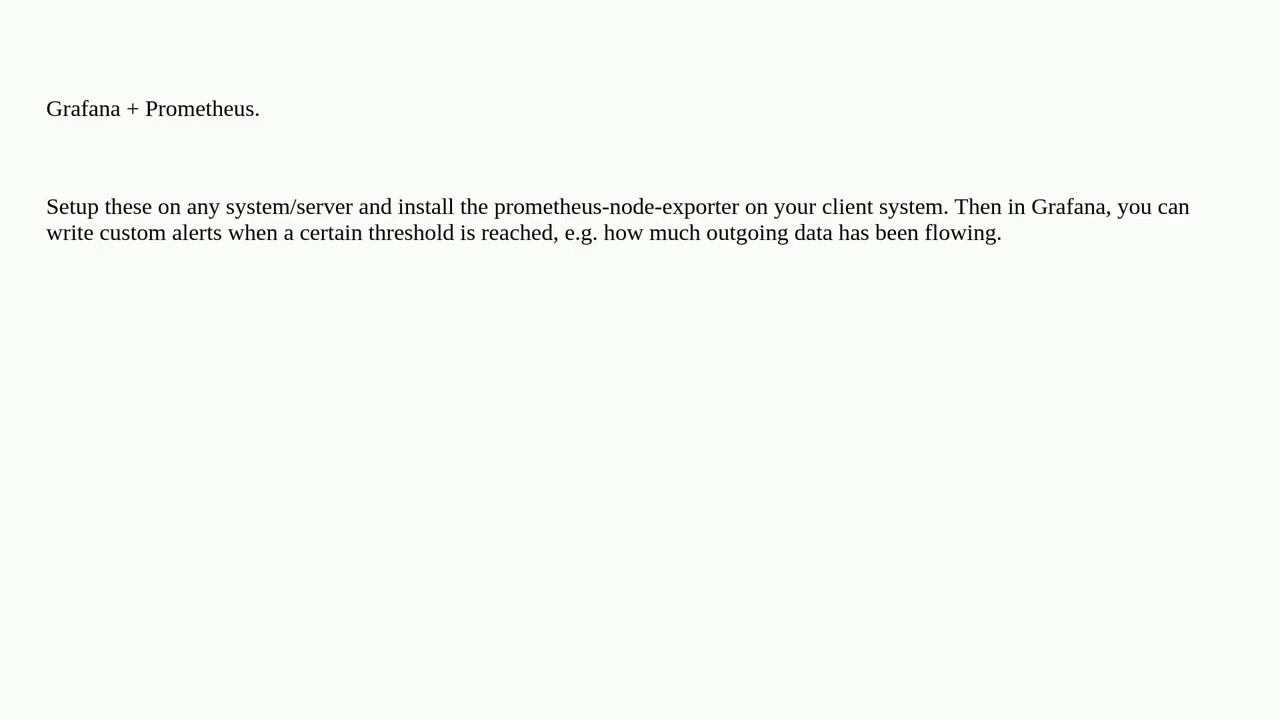 Grafana + Prometheus.
Setup these on any system/server and install the prometheus-node-exporter on your client system. Then in Grafana, you can
write custom alerts when a certain threshold is reached, e.g. how much outgoing data has been flowing.